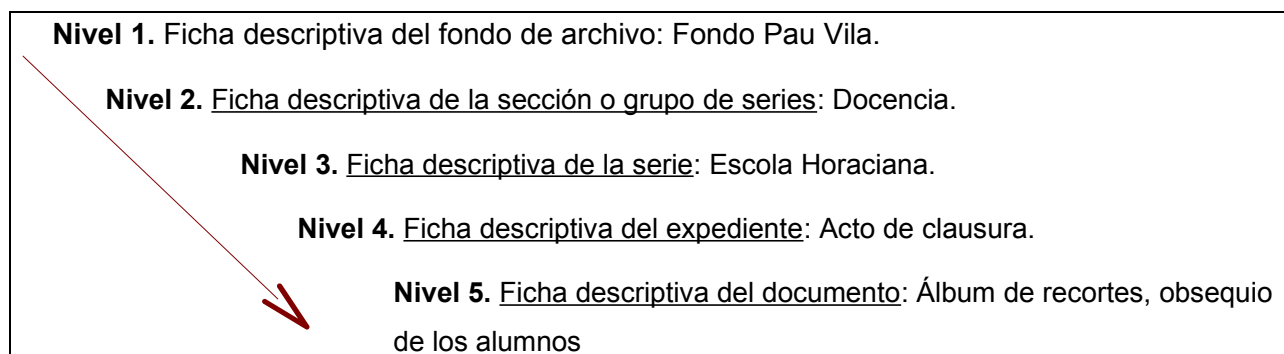 Nivel 1. Ficha descriptiva del fondo de archivo: Fondo Pau Vila.
Nivel 2. Ficha descriptiva de la sección o grupo de series: Docencia.
Nivel 3. Ficha descriptiva de la serie: Escola Horaciana.
Nivel 4. Ficha descriptiva del expediente: Acto de clausura.
Nivel 5. Ficha descriptiva del documento: Álbum de recortes, obsequio
de los alumnos